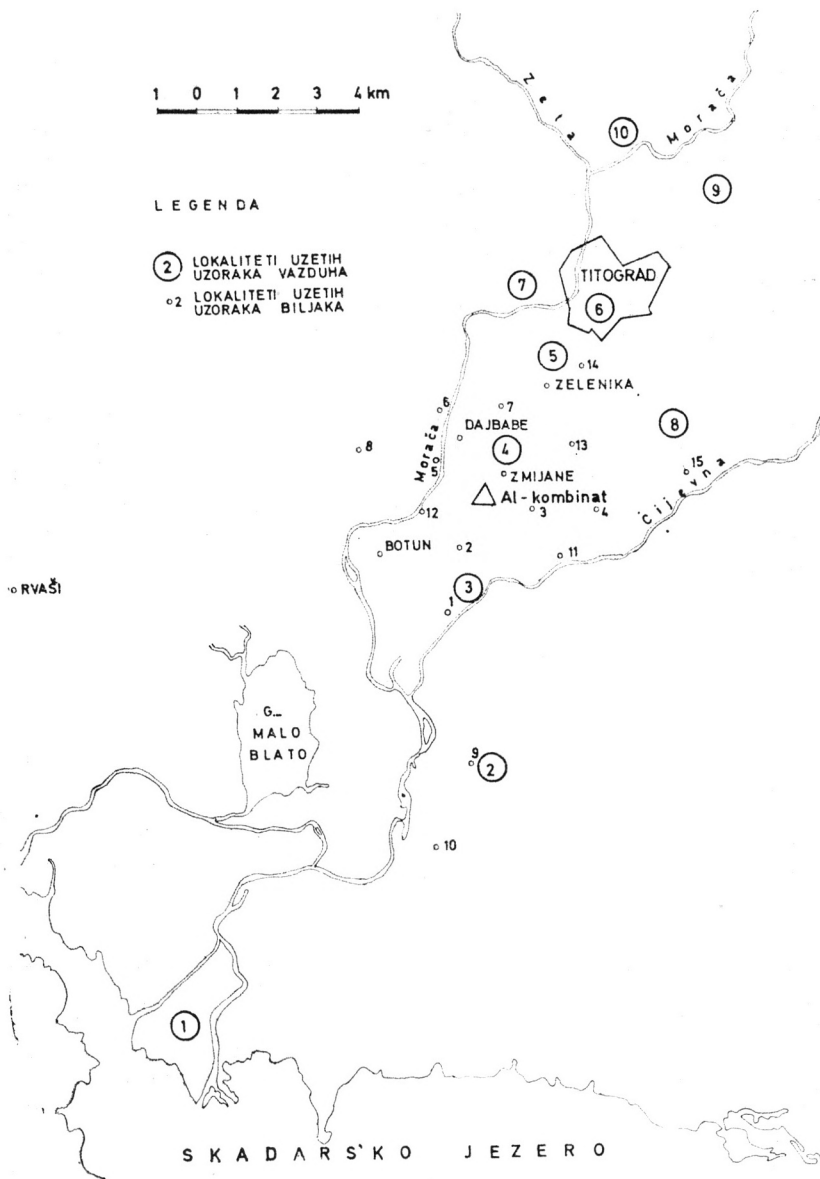 Zeta
Morača
1 0 1 2 3 4 km
10
9
LEGENDA
2 LOKALITETI UZETIH
UZORAKA VAZDUHA
2 LOKALITETI UZETIH
UZORAKA BILJAKA
TITOGRAD
7
6
5
14
ZELENIKA
6
7
8
DAJBABE
Morača
4
13
8
5
ZMIJANE
15
Čijevna
Al-kombinat
12
3
4
BOTUN
2
11
RVAŠI
3
1
G._
MALO
BLATO
9
2
10
1
SKADARSKO JEZERO